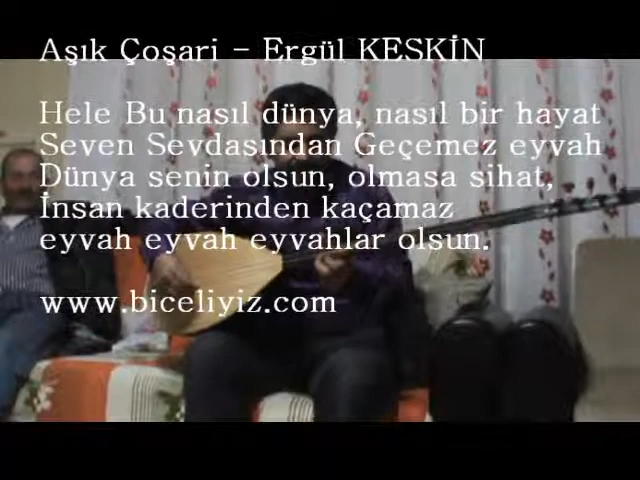 Aşık Çoşari - Ergül KESKİN
Hele Bu nasıl dünya, nasıl bir hayat
Seven Sevdasından Geçemez eyvah
Dünya senin olsun, olmasa sihat,
İnsan kaderinden kaçamaz
eyvah eyvah eyvahlar olsun.
www.biceliyiz.com